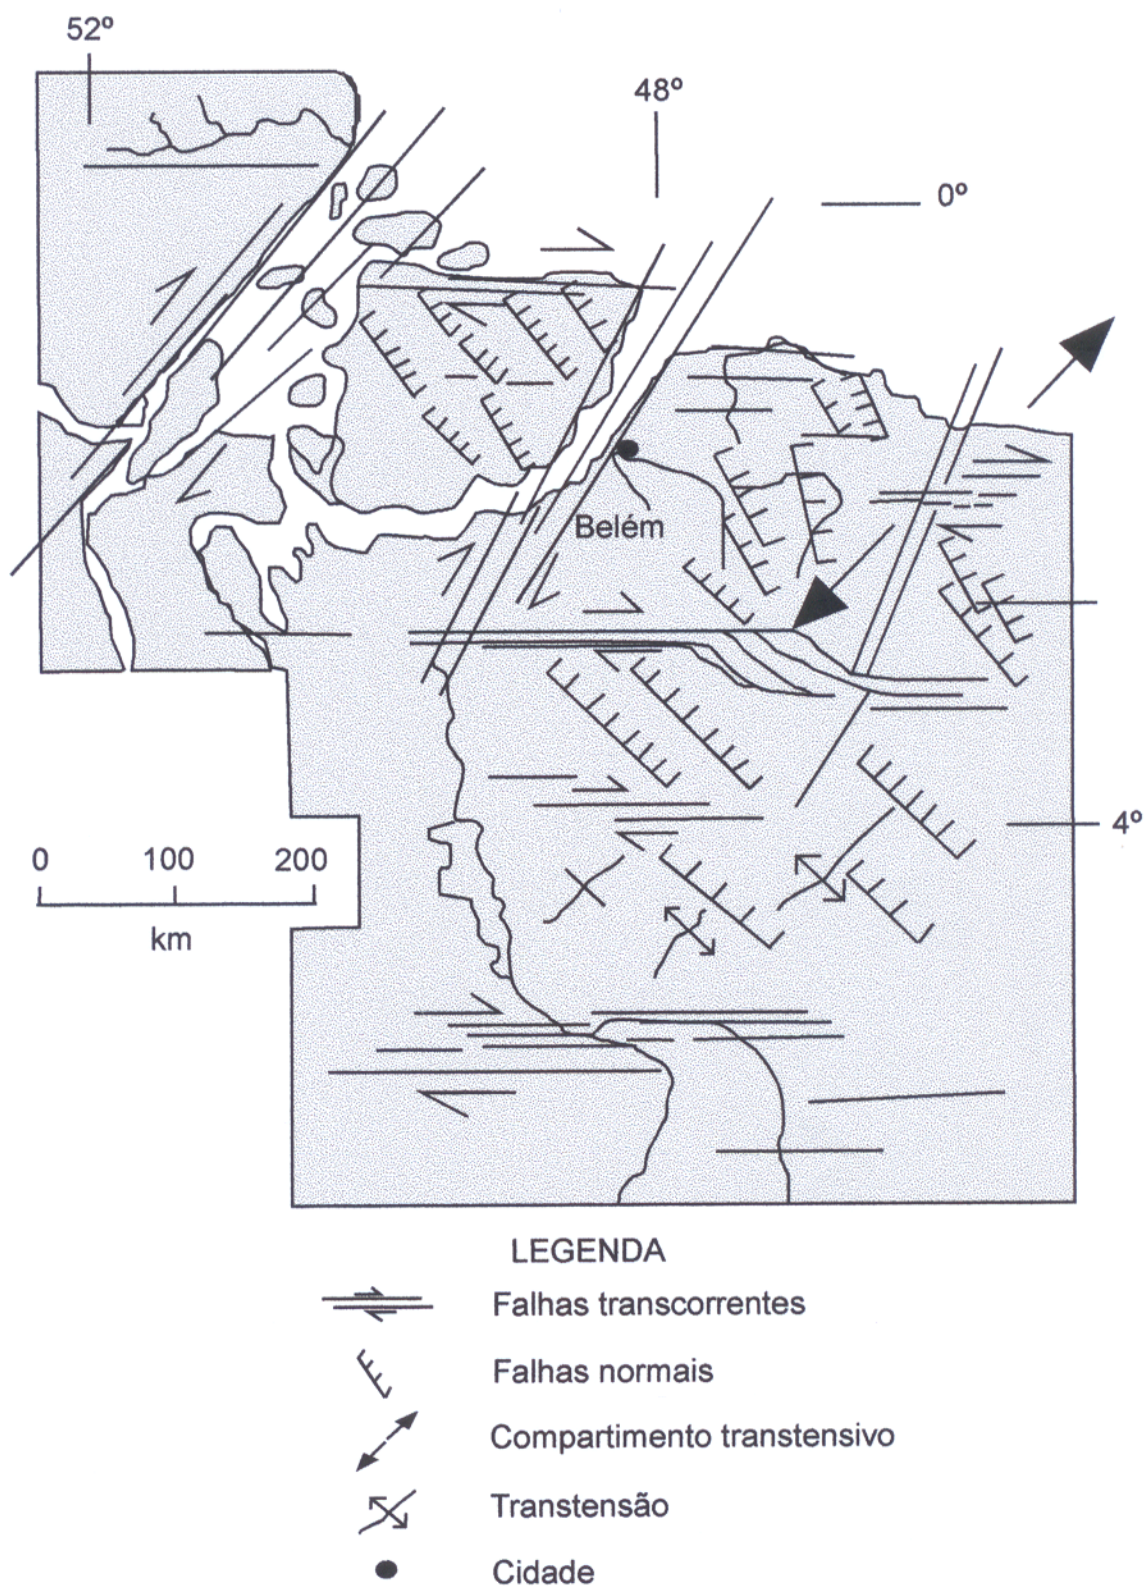 52º
48º
0º
Belém
4º
0 100 200
km
LEGENDA
Falhas transcorrentes
Falhas normais
Compartimento transtensivo
Transtensão
Cidade